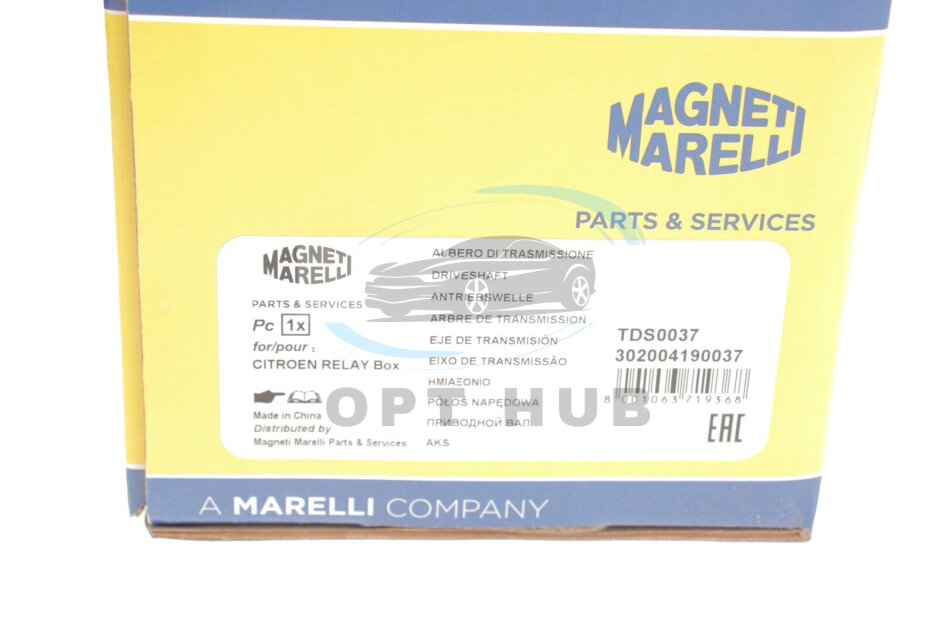 MAGNETI
MARELLI
PARTS & SERVICES
MAGNETI
MARELLI
PARTS & SERVICES
Pc 1x
for/pour :
CITROEN RELAY Box
Made in China
Distributed by
Magneti Marelli Parts & Services
ALBERO DI TRASMISSIONE
DRIVESHAFT
ANTRIEBSWELLE
ARBRE DE TRANSMISSION
EJE DE TRANSMISIÓN
EIXO DE TRANSMISSÃO
ΗΜΙΑΞΟΝΙΟ
PÓŁOŚ NAPĘDOWA
ПРИВОДНОЙ ВАЛ
AKS
TDS0037
302004190037
8 001063 719368
EAC
OPT HUB
A MARELLI COMPANY